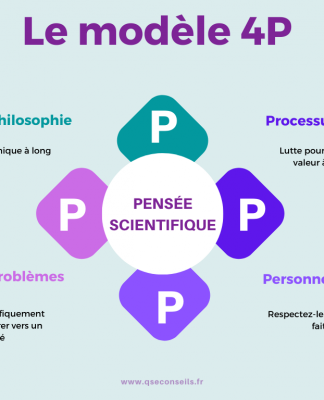 Le modèle 4P
hilosophie
Processu
P
nique à long
Lutte pour
valeur à
PENSÉE
SCIENTIFIQUE
P
P
roblèmes
Personne
P
fiquement
rer vers un
é
Respectez-le
fait
www.qseconseils.fr